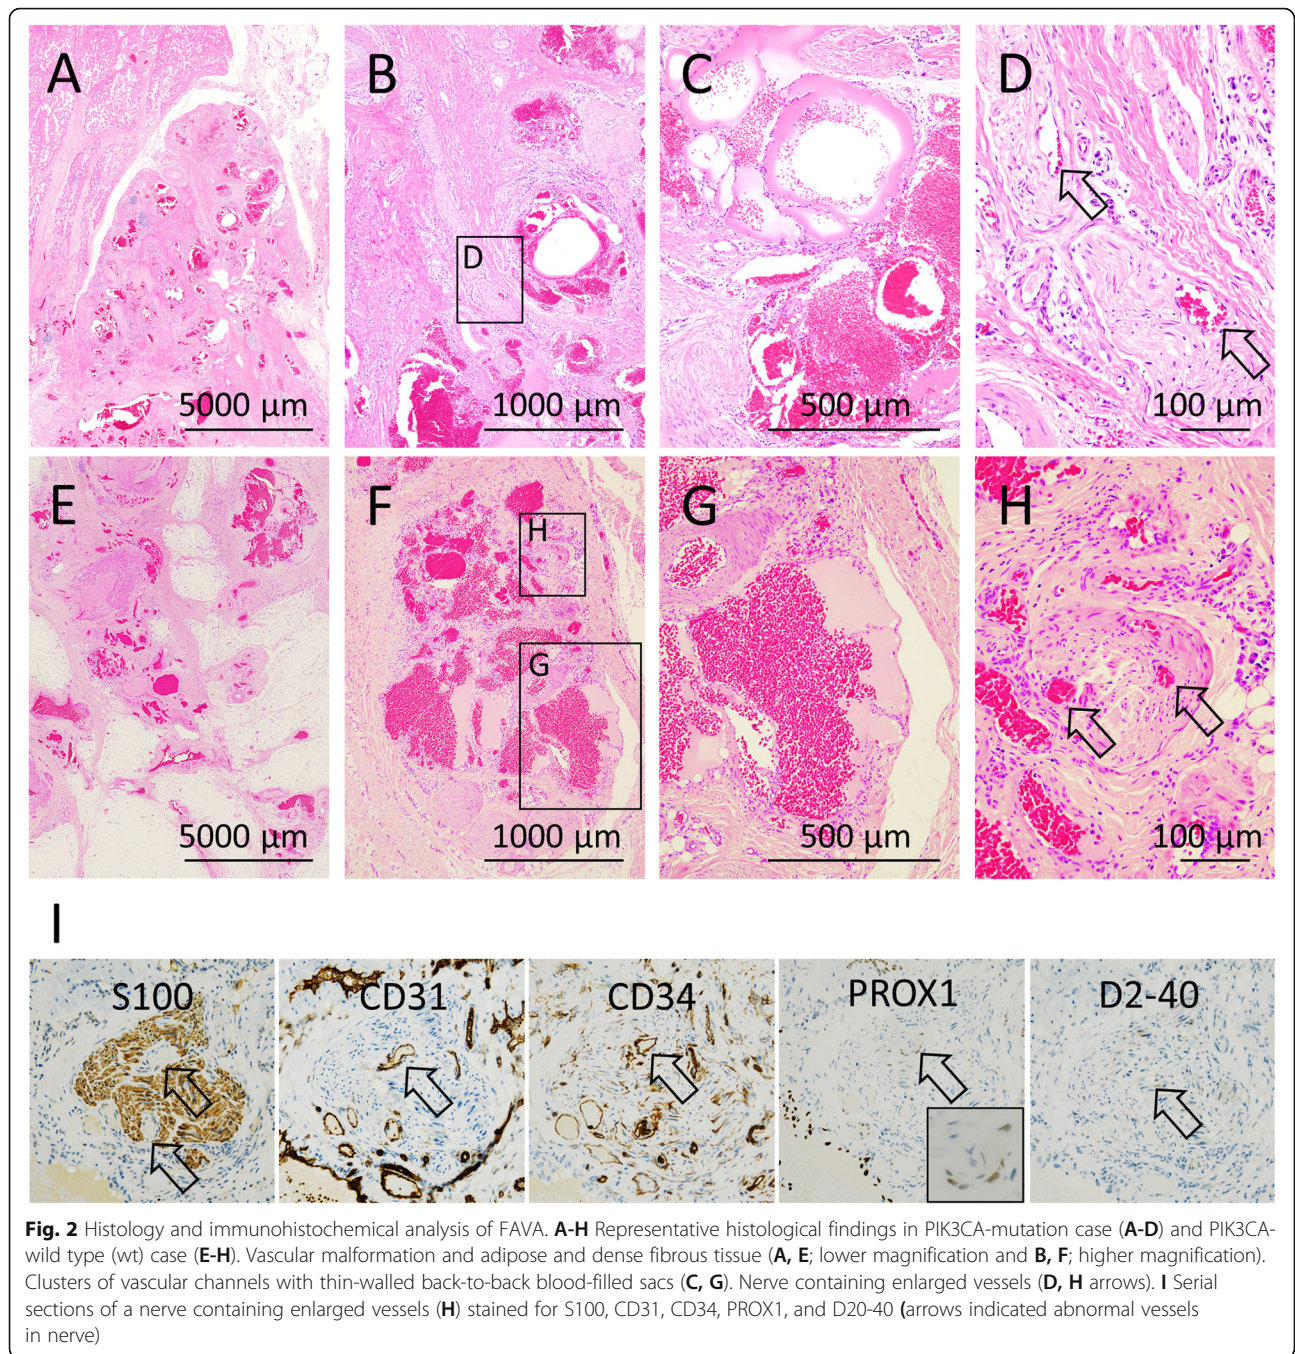 A
B
C
D
D
5000 µm
1000 µm
500 µm
100 µm
E
F
G
H
H
G
5000 µm
1000 µm
500 µm
100 µm
I
S100
CD31
CD34
PROX1
D2-40
Fig. 2 Histology and immunohistochemical analysis of FAVA. A-H Representative histological findings in PIK3CA-mutation case (A-D) and PIK3CA-
wild type (wt) case (E-H). Vascular malformation and adipose and dense fibrous tissue (A, E; lower magnification and B, F; higher magnification).
Clusters of vascular channels with thin-walled back-to-back blood-filled sacs (C, G). Nerve containing enlarged vessels (D, H arrows). I Serial
sections of a nerve containing enlarged vessels (H) stained for S100, CD31, CD34, PROX1, and D20-40 (arrows indicated abnormal vessels
in nerve)